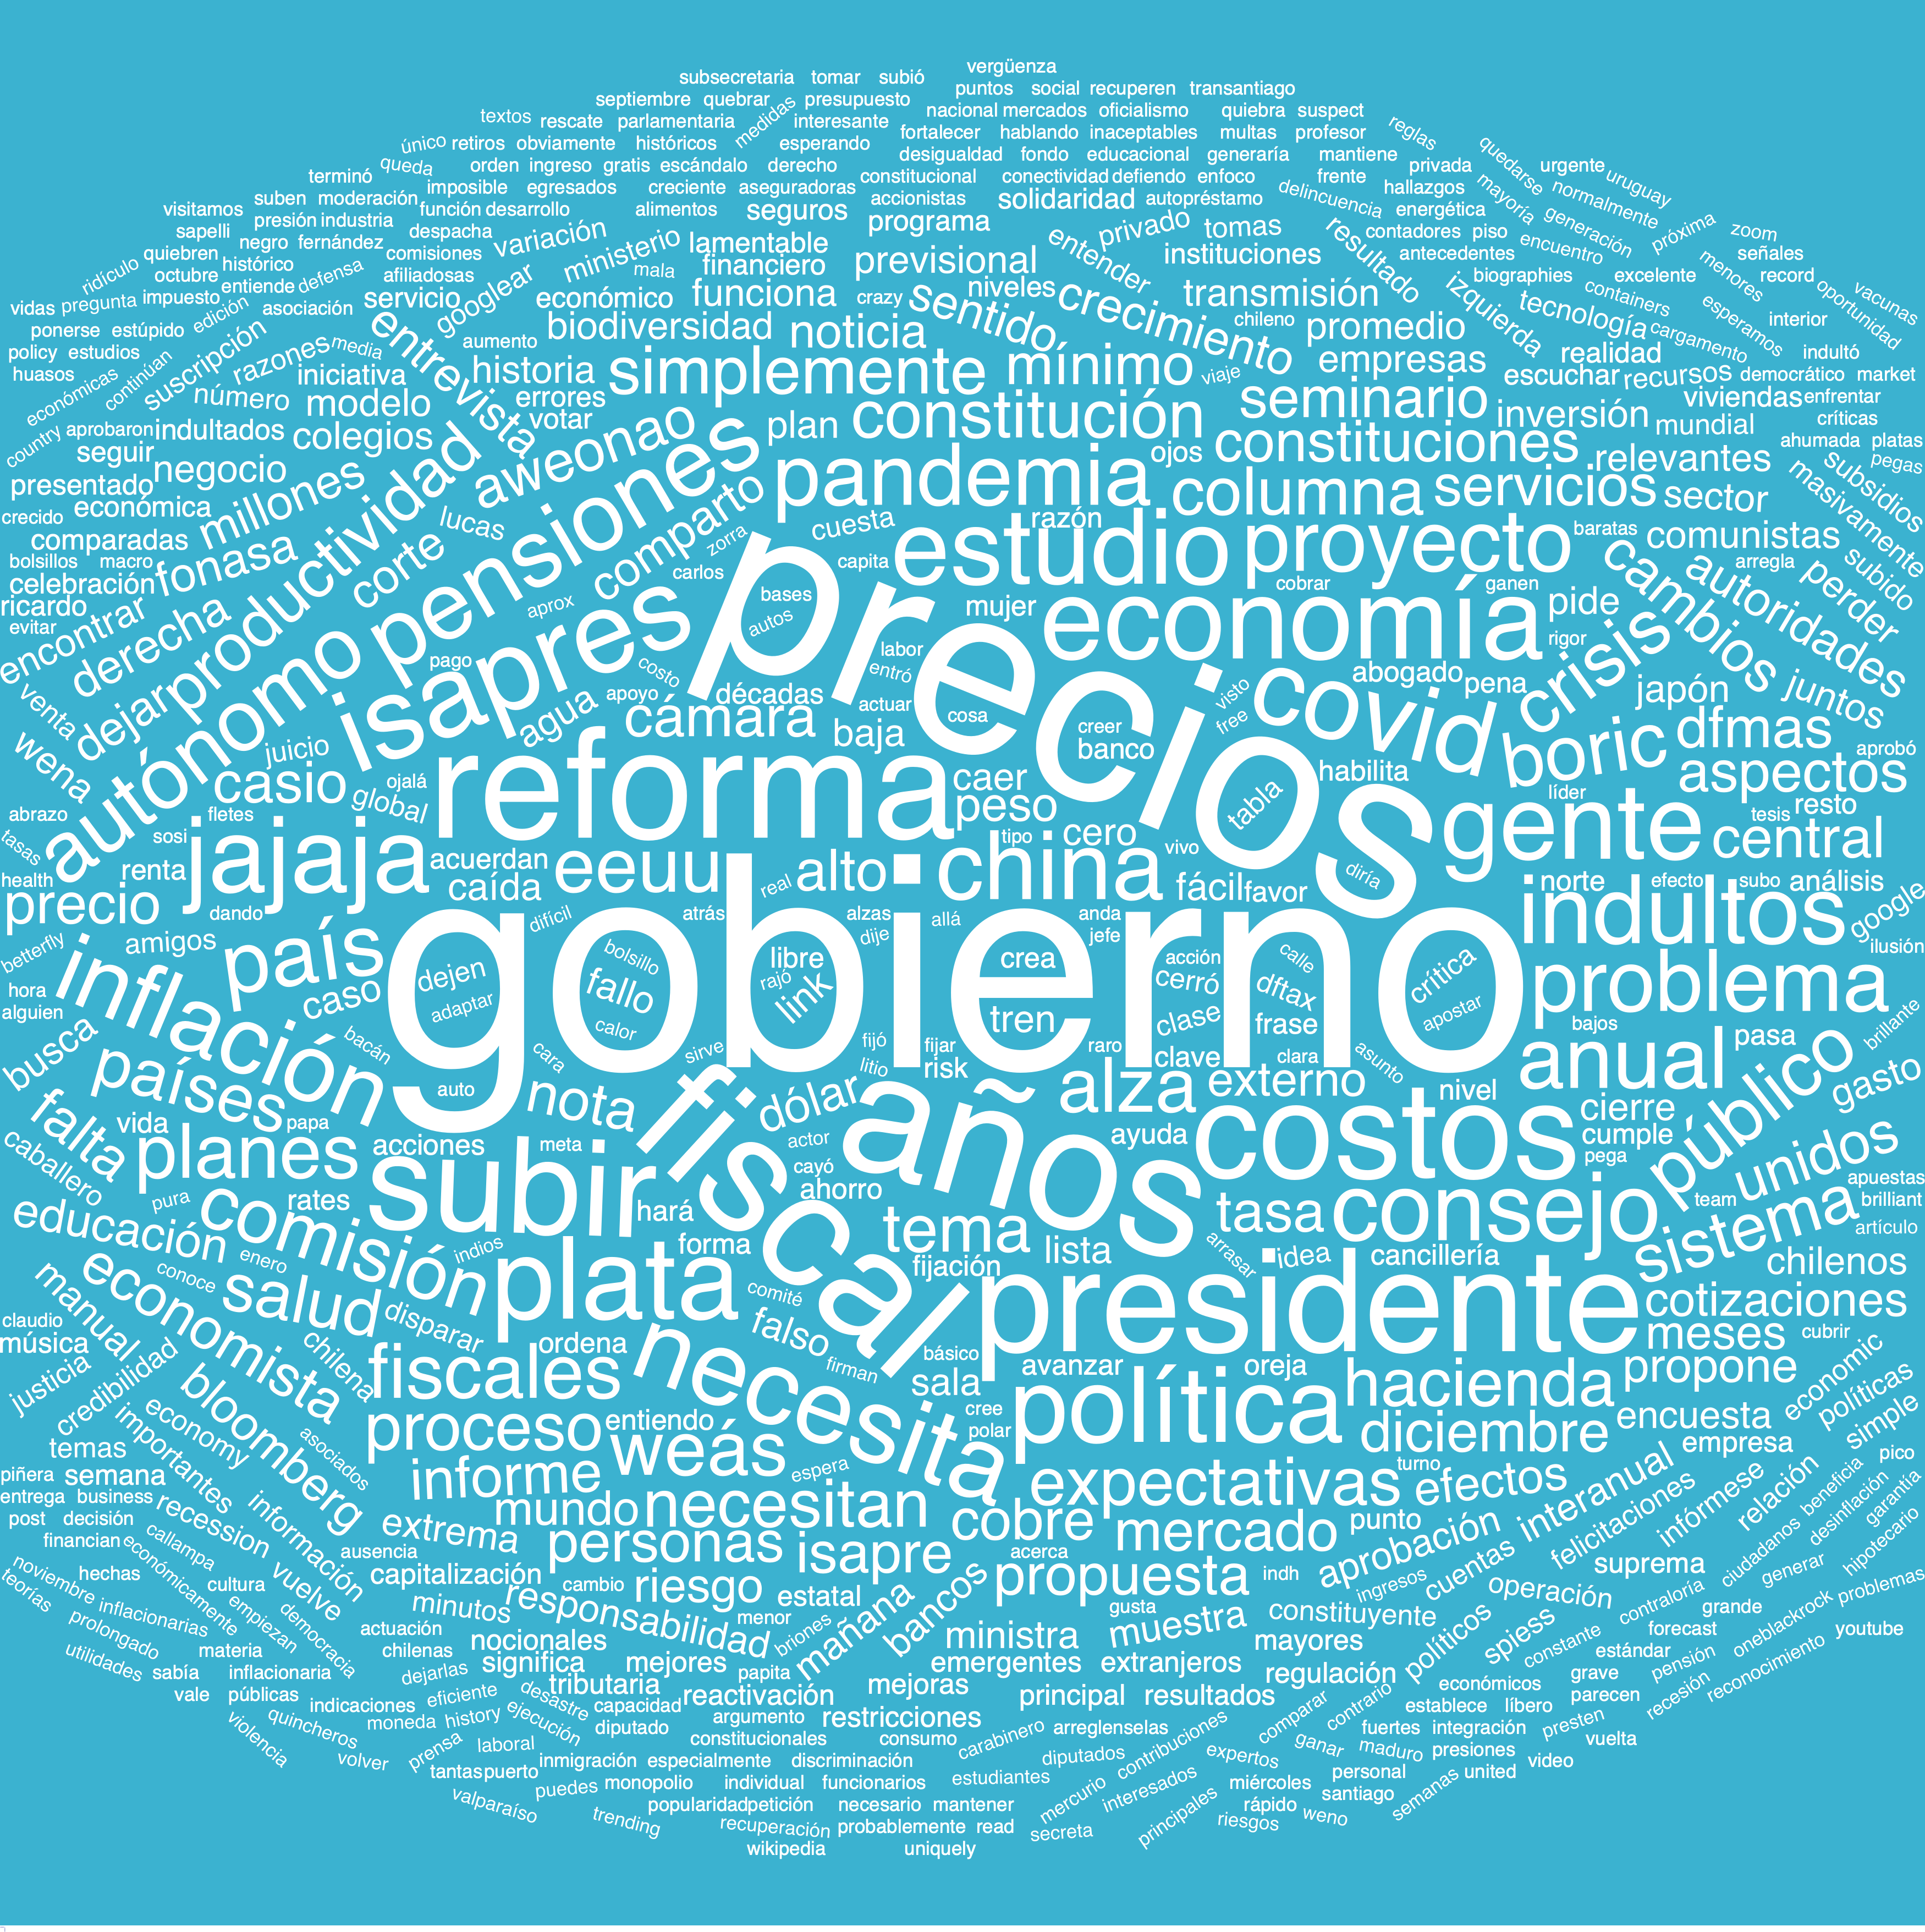 vergüenza
subsecretaria tomar subió
puntos social recuperen transantiago
septiembre quebrar presupuesto
medidas
nacional mercados oficialismo quiebra suspect
textos rescate parlamentaria interesante
reglas
único retiros obviamente históricos esperando
fortalecer hablando inaceptables multas profesor
queda orden ingreso gratis escándalo derecho
desigualdad fondo educacional generaría mantiene
quedarse
privada urgente uruguay
terminó imposible egresados creciente aseguradoras
constitucional conectividad defiendo enfoco frente
mayoría normalmente
suben moderación
accionistas solidaridad autopréstamo delincuencia hallazgos
visitamos presión industria función desarrollo alimentos seguros programa privado tomas energética generación próxima zoom
sapelli negro fernández despacha variación ministerio lamentable entender resultado contadores piso encuentro señales
quiebren histórico comisiones financiero previsional instituciones antecedentes menores
ridículo octubre entiende defensa afiliadosas googlear mala niveles izquierda biographies containers excelente record
vidas pregunta impuesto edición asociación servicio económico funciona crazy sentido crecimiento transmisión tecnología esperamos oportunidad vacunas
ponerse estúpido suscripción entrevista aumento biodiversidad noticia chileno promedio cargamento interior
policy estudios continúan razones media historia simplemente mínimo empresas realidad indultó
huasos económicas número iniciativa errores viaje escuchar recursos democrático market
country aprobaron indultados modelo votar plan constitución seminario inversión viviendas enfrentar
seguir colegios aweonao ojos constituciones mundial críticas
presentado negocio millones productividad pensiones pandemia columna servicios relevantes sector ahumada platas
crecido económica lucas comparto cuesta razón masivamente subsidios pegas
comparadas fonasa corte zorra estudio proyecto baratas comunistas
bolsillos macro capita cambios arregla subido
celebración carlos precios cobrar ganen autoridades perder
ricardo derecha aprox bases mujer economía pide
evitar encontrar autos rigor
dejar autónomo isapres pago costo labor abogado pena crisis japón juntos
venta apoyo décadas entró covid
wena agua cámara actuar cosa visto boric dfmas
juicio baja creer banco free aprobó
casio ojalá reforma caer habilita aspectos
global peso tabla líder
abrazo fletes gente tesis resto
tasas sosi jajaja tipo cero vivo central
renta acuerdan eeuu alto china
health caída real fácil favor diría norte efecto subo análisis
precio dando difícil atrás alzas allá anda indultos google
amigos dije jefe ilusión
betterfly país dejen bolsillo libre crea acción calle crítica
hora inflación caso adaptar fallo rajó gobierno cerró dftax problema
alguien calor link tren clase frase apostar
busca bacán cara sirve fijó fijar raro clave clara asunto bajos pasa brillante
países auto nota litio risk alza externo nivel anual público gasto
falta vida papa dólar costos cierre
caballero planes acciones meta fiscal actor años ayuda cumple unidos
subir cayó pega apuestas
pura rates hará ahorro tasa consejo team brilliant
educación comisión indios forma tema lista arrasar idea cancillería sistema artículo
enero fijación chilenos
economista conoce salud plata comité presidente cotizaciones
claudio manual disparar ordena falso meses cubrir
música chilena necesita básico
justicia fiscales firman avanzar oreja propone
credibilidad sala hacienda economic políticas
importantes economy entiendo cree política encuesta simple
temas bloomberg asociados proceso weás polar diciembre empresa
piñera semana informe espera turno pico
entrega business expectativas efectos interanual
post decisión recession información extrema mundo necesitan cobre mercado punto relación beneficia garantía
financian callampa ausencia personas isapre acerca aprobación infórmese desinflación
noviembre hechas vuelve capitalización cambio riesgo estatal propuesta indh cuentas felicitaciones suprema ciudadanos hipotecario
teorías económicamente cultura minutos responsabilidad mañana bancos ingresos operación generar problemas
prolongado inflacionarias empiezan democracia actuación menor gusta muestra constituyente contraloría grande
utilidades materia chilenas nocionales briones ministra mayores políticos spiess forecast oneblackrock youtube
sabía inflacionaria dejarlas significa mejores papita emergentes extranjeros regulación constante estándar
vale públicas indicaciones eficiente desastre tributaria reactivación mejoras principal resultados económicos grave pensión reconocimiento
violencia quincheros moneda history ejecución capacidad argumento restricciones comparar contrario establece líbero parecen recesión
prensa diputado constitucionales consumo carabinero arreglenselas contribuciones fuertes integración presten
volver laboral inmigración especialmente discriminación diputados expertos ganar maduro presiones vuelta
tantas puerto puedes monopolio individual funcionarios estudiantes interesados miércoles personal united video
valparaíso popularidad petición necesario mantener mercurio rápido santiago semanas
trending recuperación probablemente read secreta principales riesgos weno
wikipedia uniquely